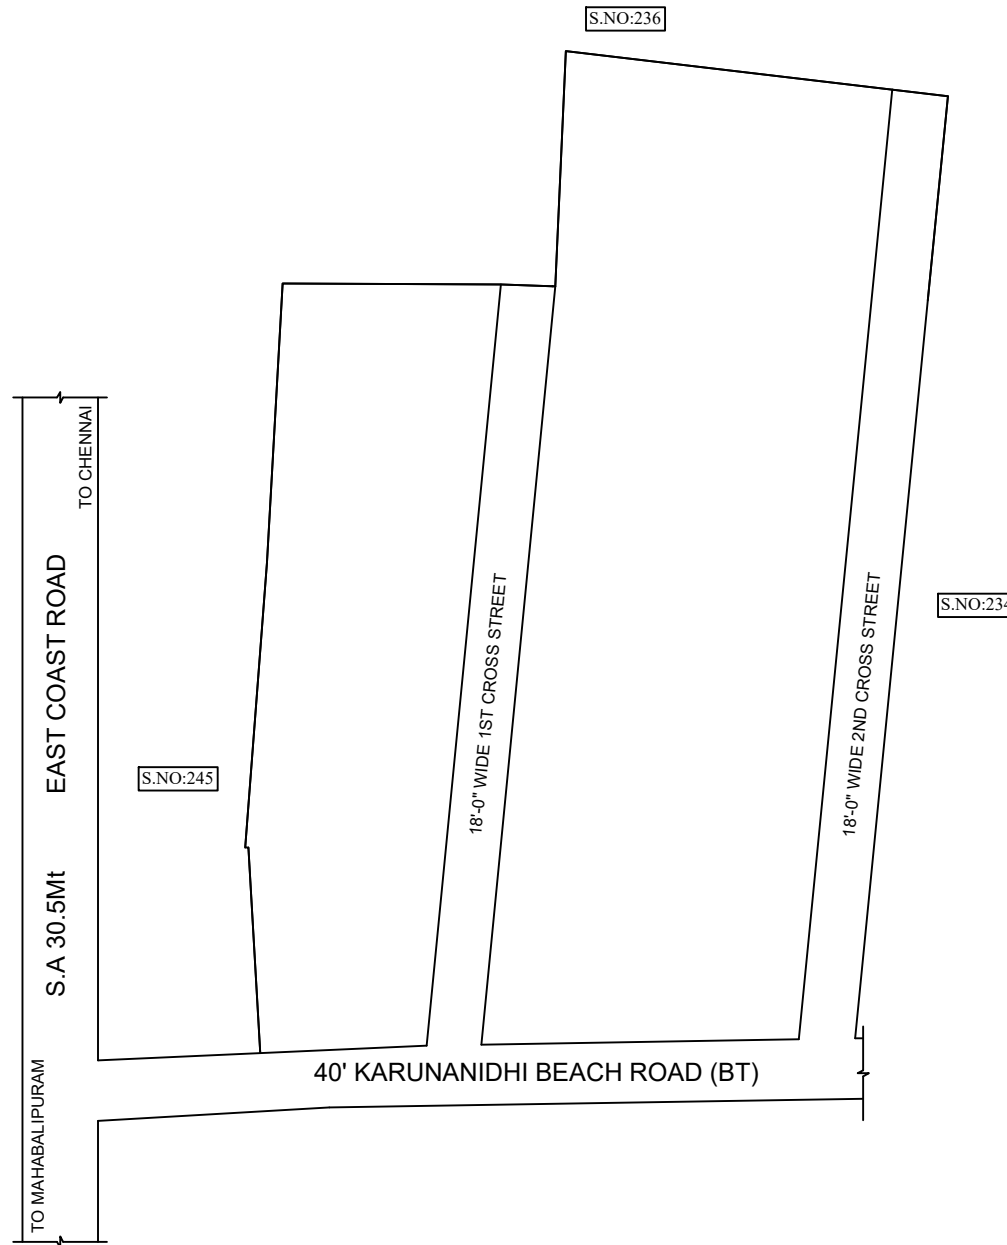 S.NO:236
TO CHENNAI
EAST COAST ROAD
S.A 30.5Mt
TO MAHABALIPURAM
S.NO:245
18'-0" WIDE 1ST CROSS STREET
18'-0" WIDE 2ND CROSS STREET
S.NO:234
40' KARUNANIDHI BEACH ROAD (BT)